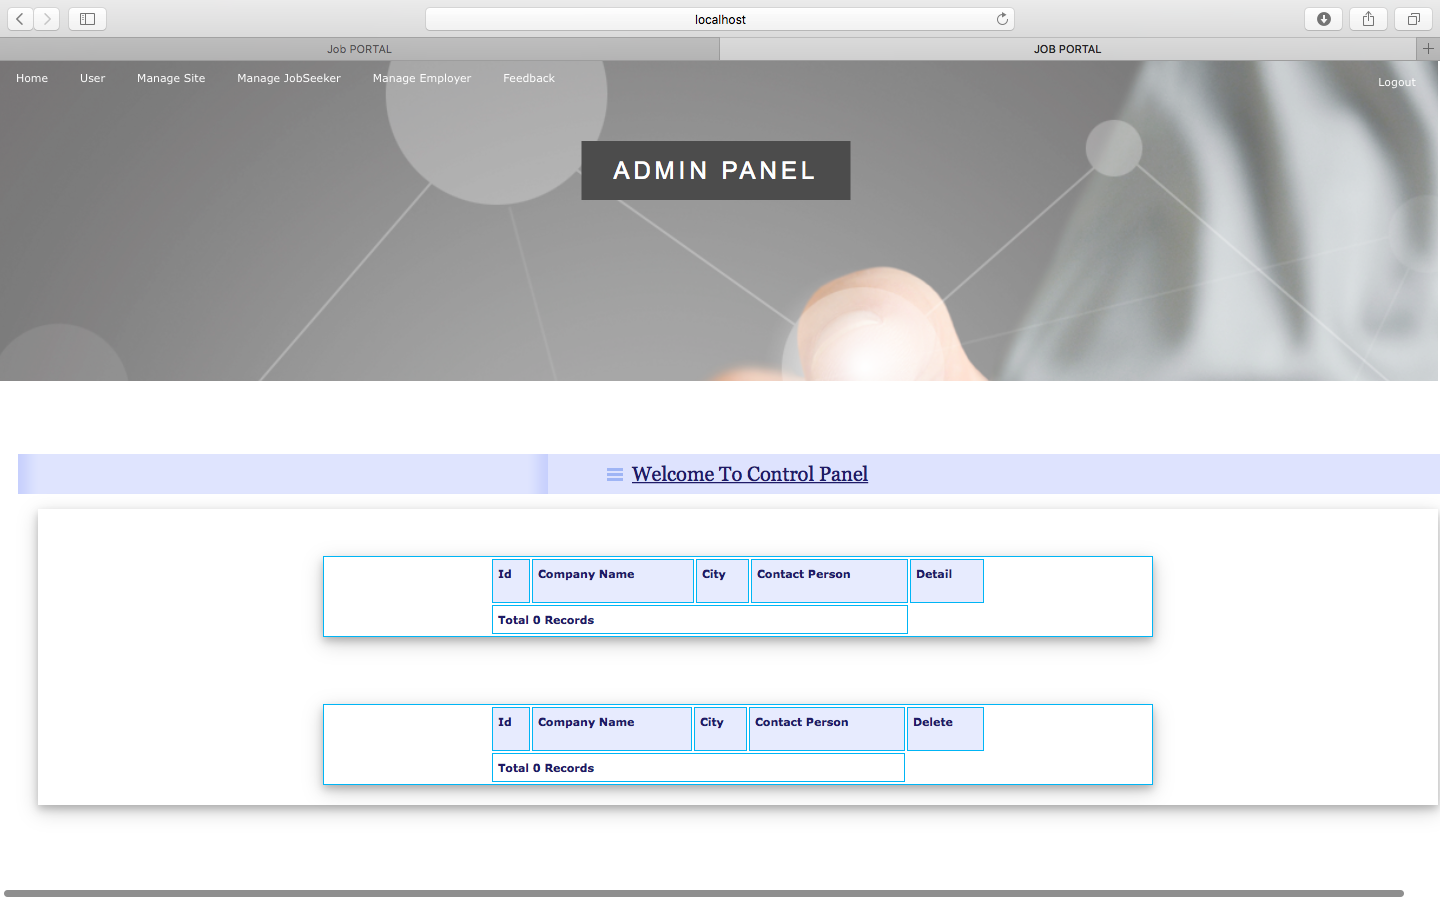 localhost
Job PORTAL JOB PORTAL
Home User Manage Site Manage JobSeeker Manage Employer Feedback Logout
ADMIN PANEL
Welcome To Control Panel
Id Company Name City Contact Person Detail
Total 0 Records
Id Company Name City Contact Person Delete
Total 0 Records